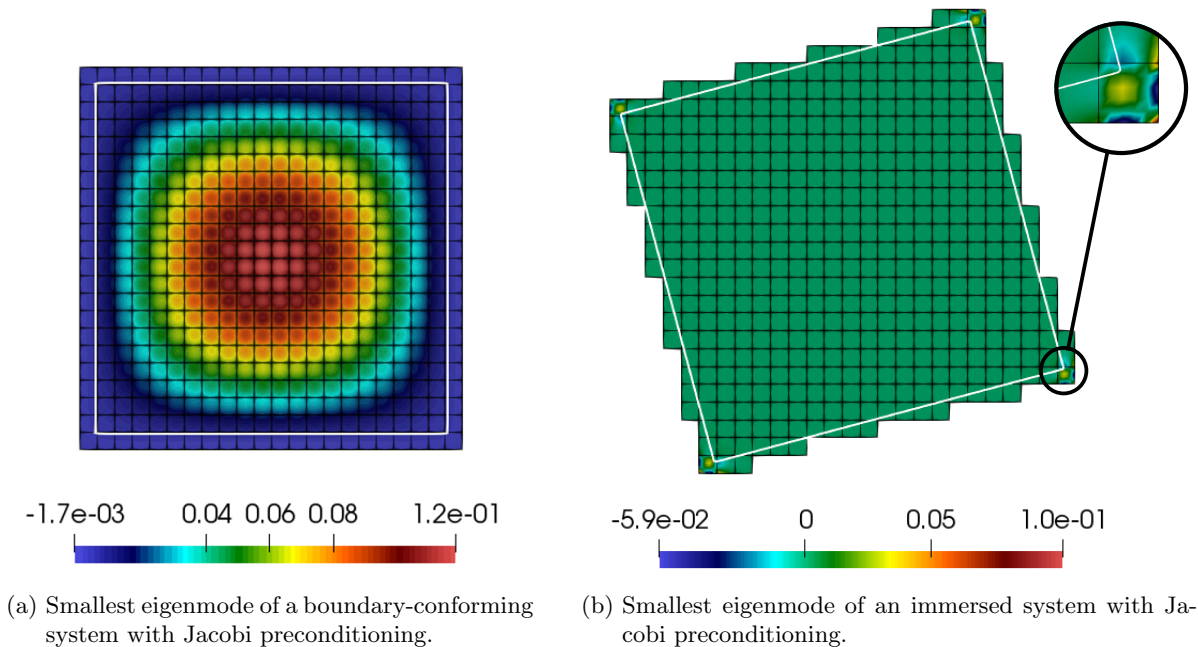 -1.7e-03 0.04 0.06 0.08 1.2e-01
-5.9e-02 0 0.05 1.0e-01
(a) Smallest eigenmode of a boundary-conforming
system with Jacobi preconditioning.
(b) Smallest eigenmode of an immersed system with Ja-
cobi preconditioning.